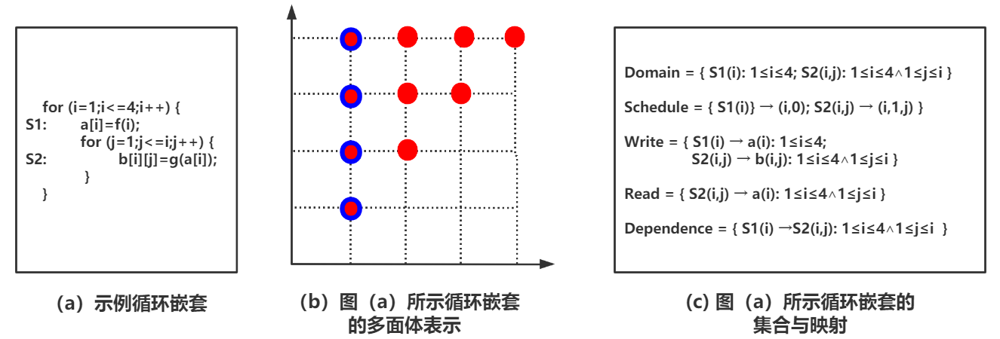 for (i=1;i<=4;i++) {
S1: a[i]=f(i);
for (j=1;j<=i;j++) {
S2: b[i][j]=g(a[i]);
}
}
(a) 示例循环嵌套
(b) 图（a）所示循环嵌套
的多面体表示
Domain = { S1(i): 1≤i≤4; S2(i,j): 1≤i≤4∧1≤j≤i }
Schedule = { S1(i)} → (i,0); S2(i,j) → (i,1,j) }
Write = { S1(i) → a(i): 1≤i≤4;
S2(i,j) → b(i,j): 1≤i≤4∧1≤j≤i }
Read = { S2(i,j) → a(i): 1≤i≤4∧1≤j≤i }
Dependence = { S1(i) →S2(i,j): 1≤i≤4∧1≤j≤i }
(c) 图（a）所示循环嵌套的
集合与映射